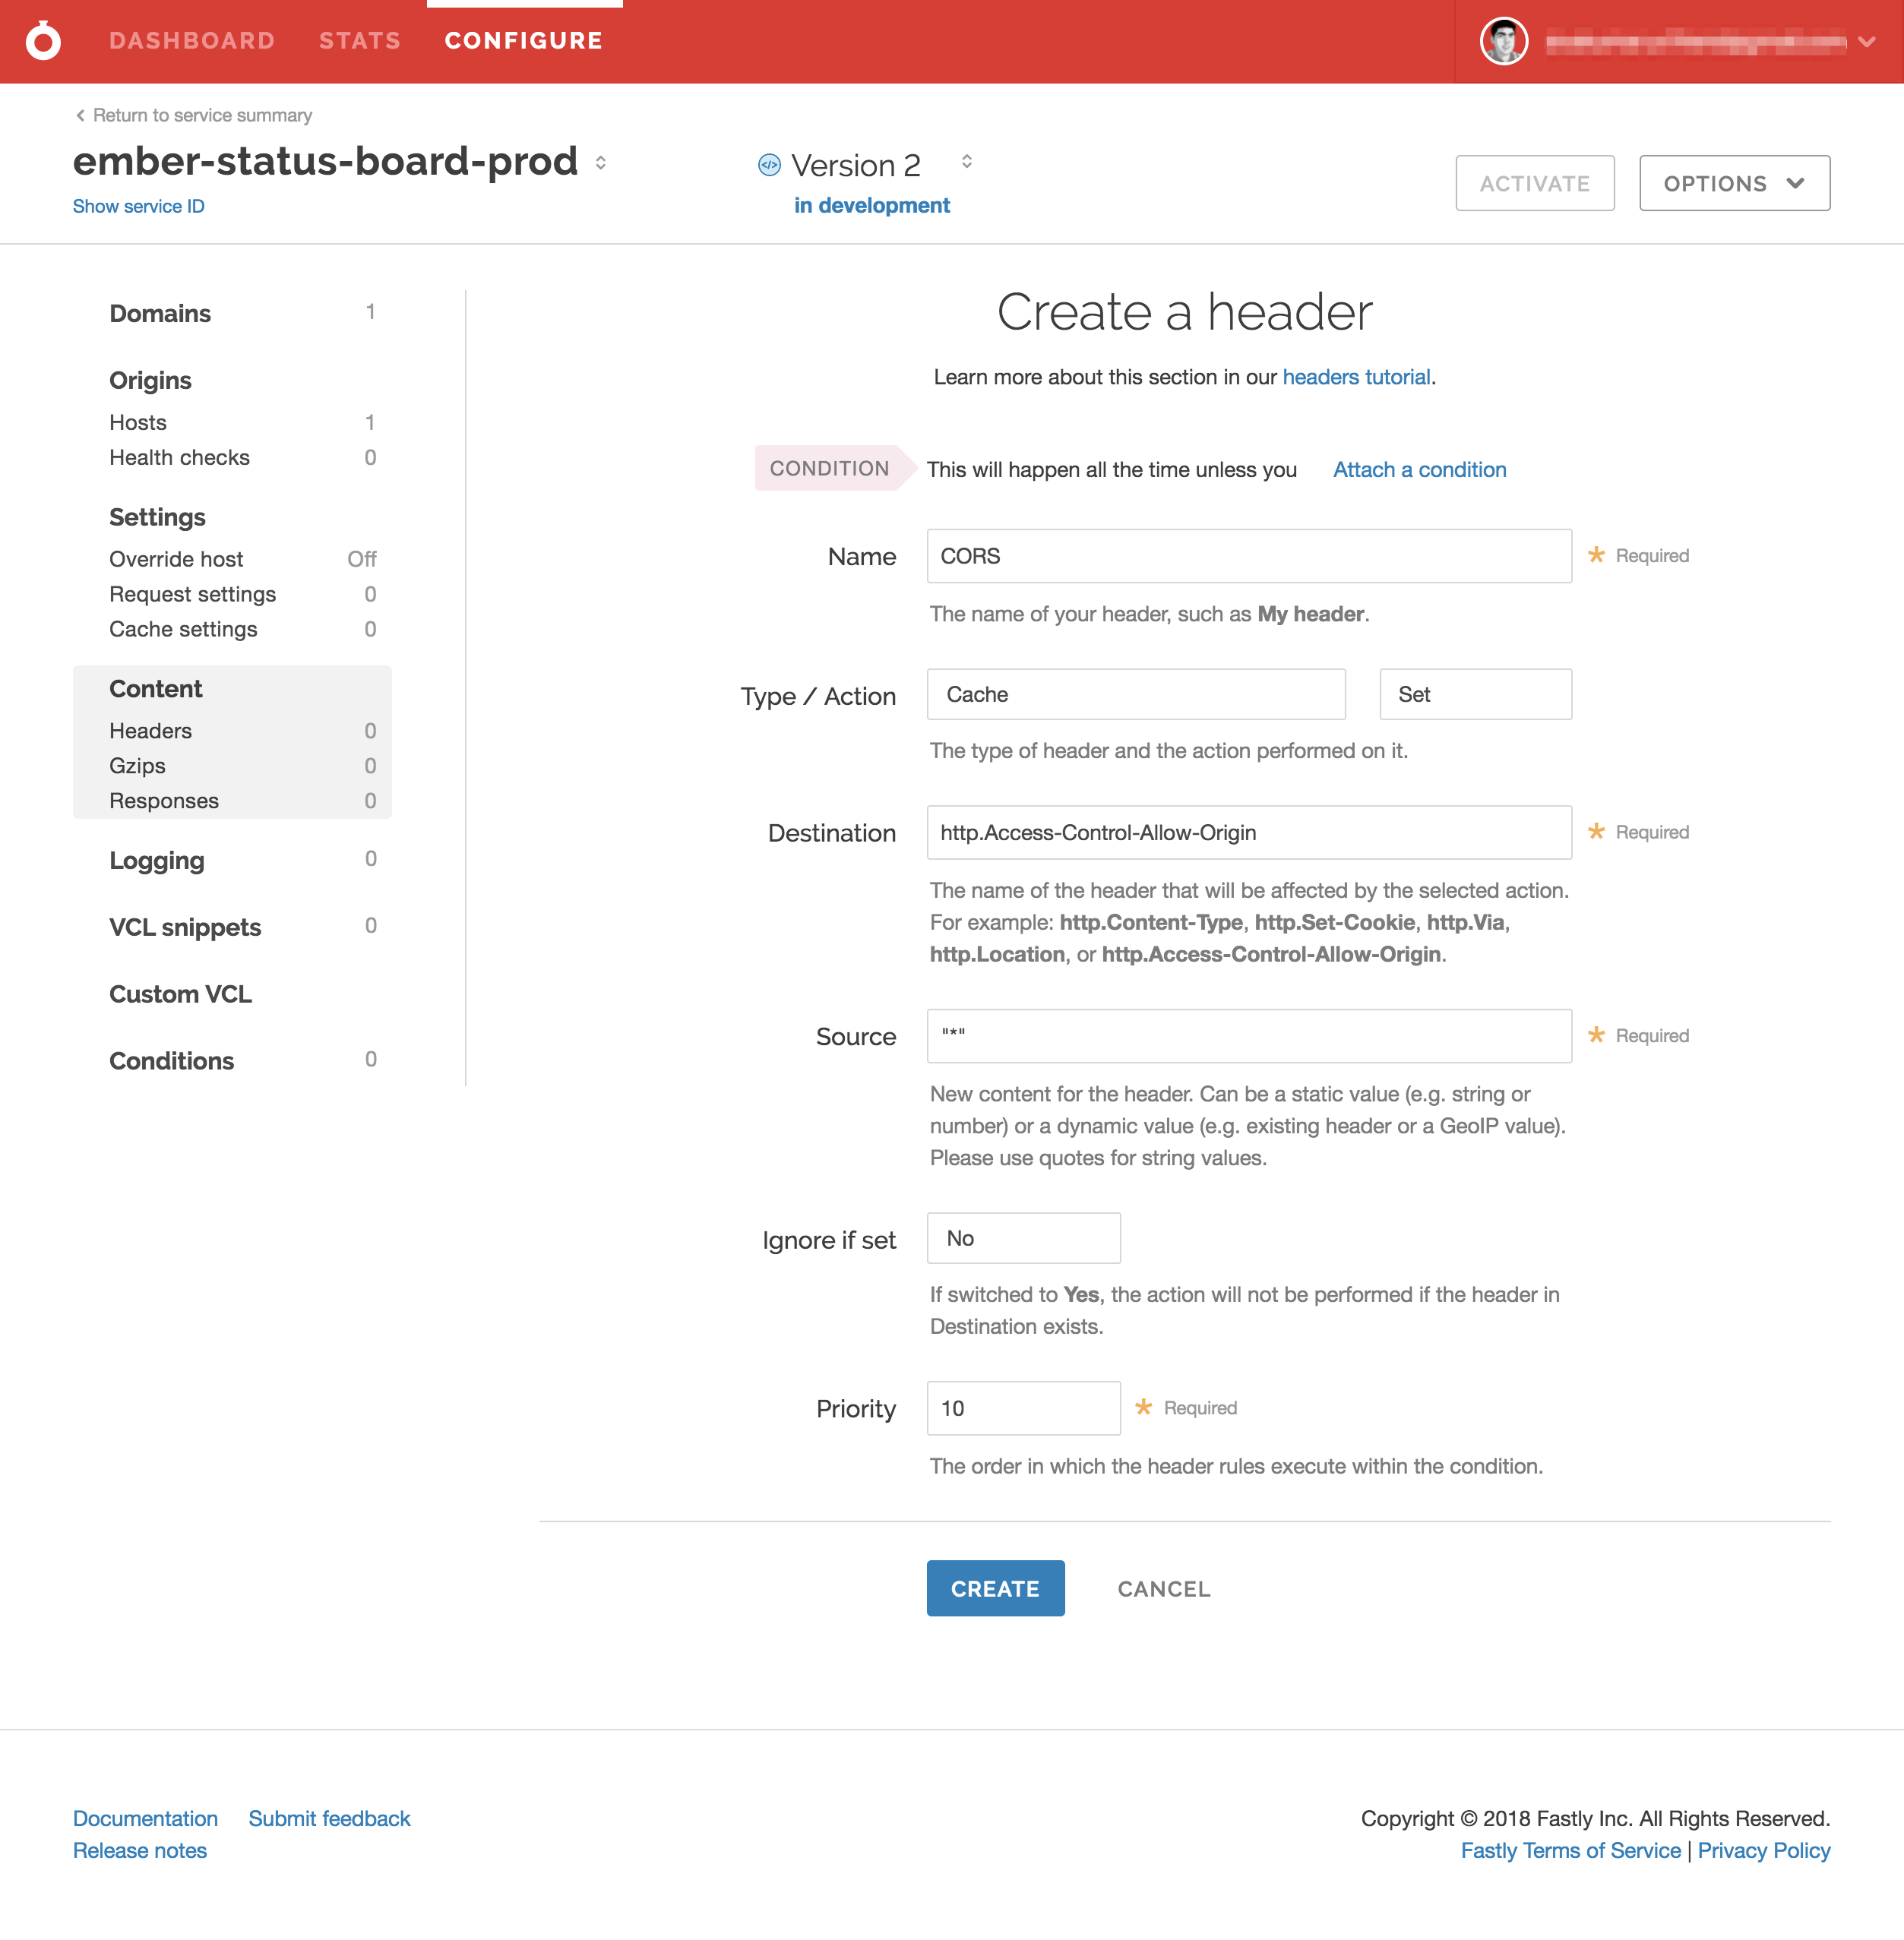 DASHBOARD STATS CONFIGURE
Return to service summary
ember-status-board-prod
Show service ID
Version 2
in development
ACTIVATE
OPTIONS
Domains 1
Origins
Hosts 1
Health checks 0
Settings
Override host Off
Request settings 0
Cache settings 0
Content
Headers 0
Gzips 0
Responses 0
Logging 0
VCL snippets 0
Custom VCL
Conditions 0
Create a header
Learn more about this section in our headers tutorial.
CONDITION This will happen all the time unless you Attach a condition
Name CORS * Required
The name of your header, such as My header.
Type / Action Cache Set
The type of header and the action performed on it.
Destination http.Access-Control-Allow-Origin * Required
The name of the header that will be affected by the selected action.
For example: http.Content-Type, http.Set-Cookie, http.Via,
http.Location, or http.Access-Control-Allow-Origin.
Source "*" * Required
New content for the header. Can be a static value (e.g. string or
number) or a dynamic value (e.g. existing header or a GeoIP value).
Please use quotes for string values.
Ignore if set No
If switched to Yes, the action will not be performed if the header in
Destination exists.
Priority 10 * Required
The order in which the header rules execute within the condition.
CREATE CANCEL
Documentation Submit feedback
Release notes
Copyright © 2018 Fastly Inc. All Rights Reserved.
Fastly Terms of Service | Privacy Policy